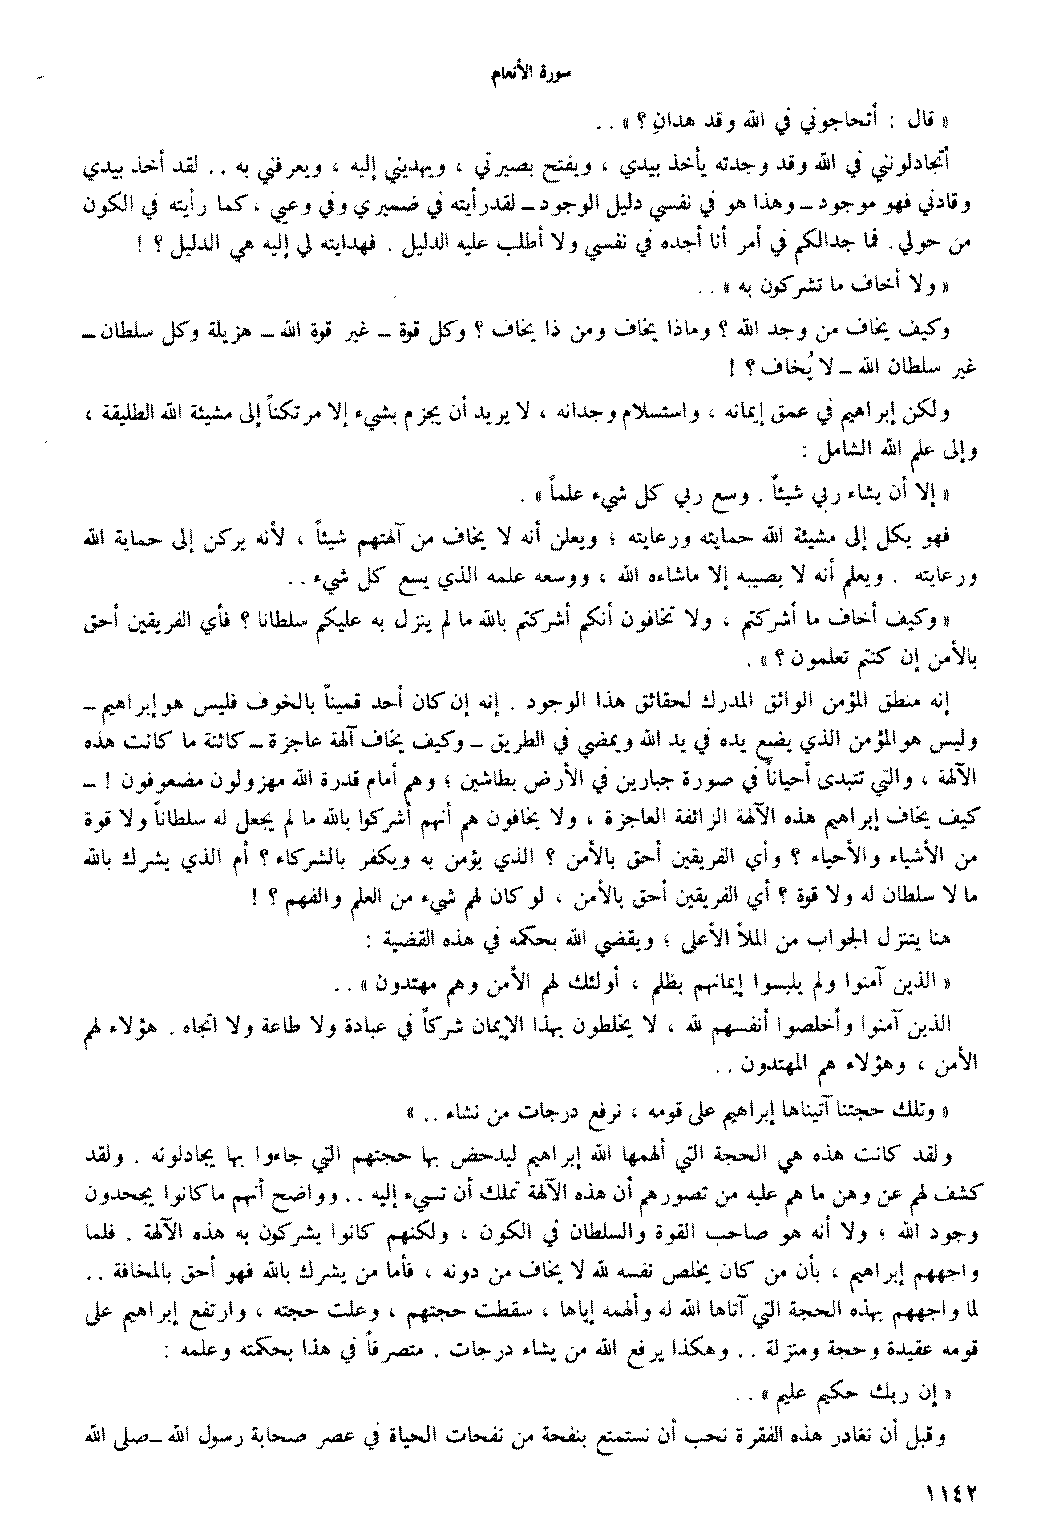 سورة الأنعام
« قال : أتحاجوني في الله وقد هدانِ ؟ » . .
أتجادلونني في الله وقد وجدته يأخذ بيدي ، ويفتح بصيرتي ، ويهديني إليه ، ويعرفني به . . لقد أخذ بيدي
وقادني فهو موجود – وهذا هو في نفسي دليل الوجود – لقد رأيته في ضميري وفي وعيي ، كما رأيته في الكون
من حولي . فما جدالكم في أمر أنا أجده في نفسي ولا أطلب عليه الدليل . فهدايته لي إليه هي الدليل ؟ !
« ولا أخاف ما تشركون به » . .
وكيف يخاف من وجد الله ؟ وماذا يخاف ومن ذا يخاف ؟ وكل قوة – غير قوة الله – هزيلة وكل سلطان –
غير سلطان الله – لا يُخاف ؟ !
ولكن إبراهيم في عمق إيمانه ، واستسلام وجدانه ، لا يريد أن يجزم بشيء إلا مرتكناً إلى مشيئة الله الطليقة ،
وإلى علم الله الشامل :
« إلا أن يشاء ربي شيئاً . وسع ربي كل شيء علماً » .
فهو يكل إلى مشيئة الله حمايته ورعايته ؛ ويعلن أنه لا يخاف من آلهتهم شيئاً ، لأنه يركن إلى حماية الله
ورعايته . ويعلم أنه لا يصيبه إلا ماشاءه الله ، ووسعه علمه الذي يسع كل شيء . .
« وكيف أخاف ما أشركتم ، ولا تخافون أنكم أشركتم بالله ما لم ينزل به عليكم سلطانا ؟ فأي الفريقين أحق
بالأمن إن كنتم تعلمون ؟ » .
إنه منطق المؤمن الواثق المدرك لحقائق هذا الوجود . إنه إن كان أحد قميناً بالخوف فليس هو إبراهيم –
وليس هو المؤمن الذي يضع يده في يد الله ويمضي في الطريق – وكيف يخاف آلهة عاجزة – كائنة ما كانت هذه
الآلهة ، والتي تتبدى أحياناً في صورة جبارين في الأرض بطاشين ؛ وهم أمام قدرة الله مهزولون مضعوفون ! –
كيف يخاف إبراهيم هذه الآلهة الزائفة العاجزة ، ولا يخافون هم أنهم أشركوا بالله ما لم يجعل له سلطاناً ولا قوة
من الأشياء والأحياء ؟ وأي الفريقين أحق بالأمن ؟ الذي يؤمن به ويكفر بالشركاء ؟ أم الذي يشرك بالله
ما لا سلطان له ولا قوة ؟ أي الفريقين أحق بالأمن ، لو كان لهم شيء من العلم والفهم ؟ !
هنا يتنزل الجواب من الملأ الأعلى ؛ ويقضي الله بحكمه في هذه القضية :
« الذين آمنوا ولم يلبسوا إيمانهم بظلم ، أولئك لهم الأمن وهم مهتدون » . .
الذين آمنوا وأخلصوا أنفسهم لله ، لا يخلطون بهذا الإيمان شركاً في عبادة ولا طاعة ولا اتجاه . هؤلاء لهم
الأمن ، وهؤلاء هم المهتدون . .
« وتلك حجتنا آتيناها إبراهيم على قومه ، نرفع درجات من نشاء . . »
ولقد كانت هذه هي الحجة التي ألهمها الله إبراهيم ليدحض بها حجتهم التي جاءوا بها يجادلونه . ولقد
كشف لهم عن وهن ما هم عليه من تصورهم أن هذه الآلهة تملك أن تسيء إليه . . وواضح أنهم ما كانوا يجحدون
وجود الله ؛ ولا أنه هو صاحب القوة والسلطان في الكون ، ولكنهم كانوا يشركون به هذه الآلهة . فلما
واجههم إبراهيم ، بأن من كان يخلص نفسه لله لا يخاف من دونه ، فأما من يشرك بالله فهو أحق بالمخافة . .
لما واجههم بهذه الحجة التي آتاها الله له وألهمه إياها ، سقطت حجتهم ، وعلت حجته ، وارتفع إبراهيم على
قومه عقيدة وحجة ومنزلة . . وهكذا يرفع الله من يشاء درجات . متصرفاً في هذا بحكمته وعلمه :
« إن ربك حكيم عليم » . .
وقبل أن نغادر هذه الفقرة نحب أن نستمتع بنفحة من نفحات الحياة في عصر صحابة رسول الله – صلى الله
١١٤٢